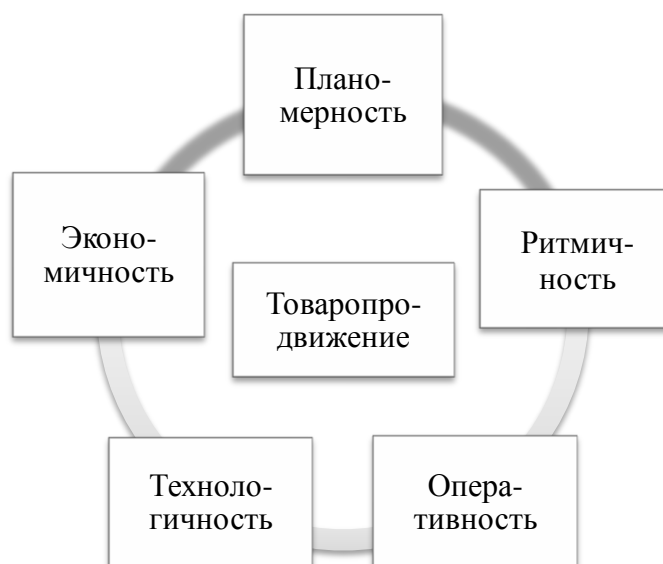 Плано-
мерность
Эконо-
мичность
Ритмич-
ность
Товаропро-
движение
Техноло-
гичность
Опера-
тивность